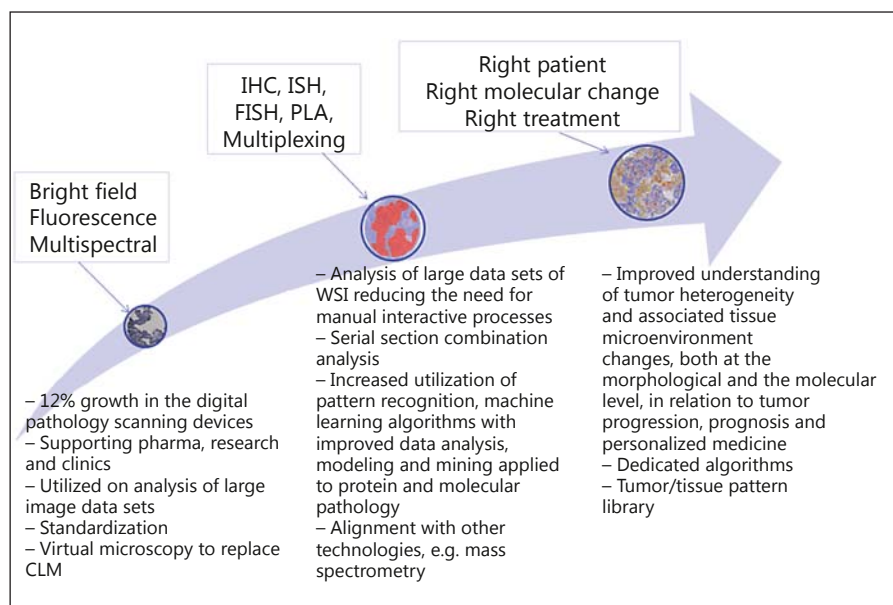 Bright field
Fluorescence
Multispectral
– 12% growth in the digital
pathology scanning devices
– Supporting pharma, research
and clinics
– Utilized on analysis of large
image data sets
– Standardization
– Virtual microscopy to replace
CLM
IHC, ISH,
FISH, PLA,
Multiplexing
– Analysis of large data sets of
WSI reducing the need for
manual interactive processes
– Serial section combination
analysis
– Increased utilization of
pattern recognition, machine
learning algorithms with
improved data analysis,
modeling and mining applied
to protein and molecular
pathology
– Alignment with other
technologies, e.g. mass
spectrometry
Right patient
Right molecular change
Right treatment
– Improved understanding
of tumor heterogeneity
and associated tissue
microenvironment
changes, both at the
morphological and the molecular
level, in relation to tumor
progression, prognosis and
personalized medicine
– Dedicated algorithms
– Tumor/tissue pattern
library